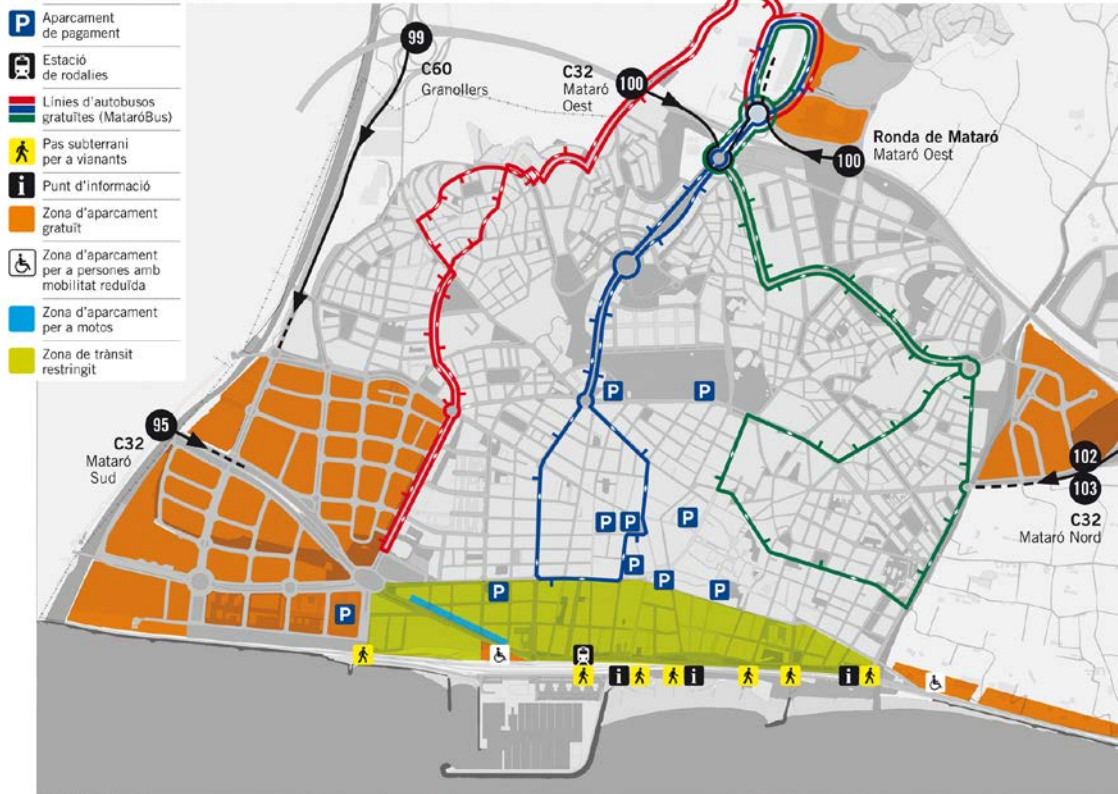 P
Aparcament
de pagament
Estació
de rodalies
Línies d'autobusos
gratuïtes (MataróBus)
Pas subterrani
per a vianants
i
Punt d'informació
Zona d'aparcament
gratuït
Zona d'aparcament
per a persones amb
mobilitat reduïda
Zona d'aparcament
per a motos
Zona de trànsit
restringit
99
C60
Granollers
C32
Mataró
Oest
100
Ronda de Mataró
Mataró Oest
100
95
C32
Mataró
Sud
102
103
C32
Mataró Nord
P
P
P
P
P
P
P
P
P
P
i
i
i